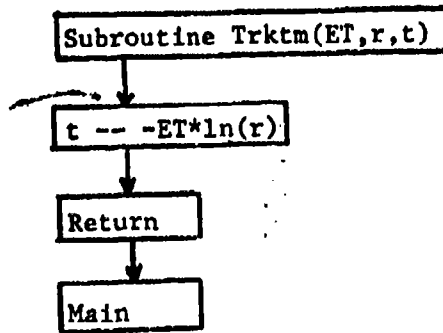 Subroutine Trktm(ET,r,t)
t -- -ET*ln(r)
Return
Main